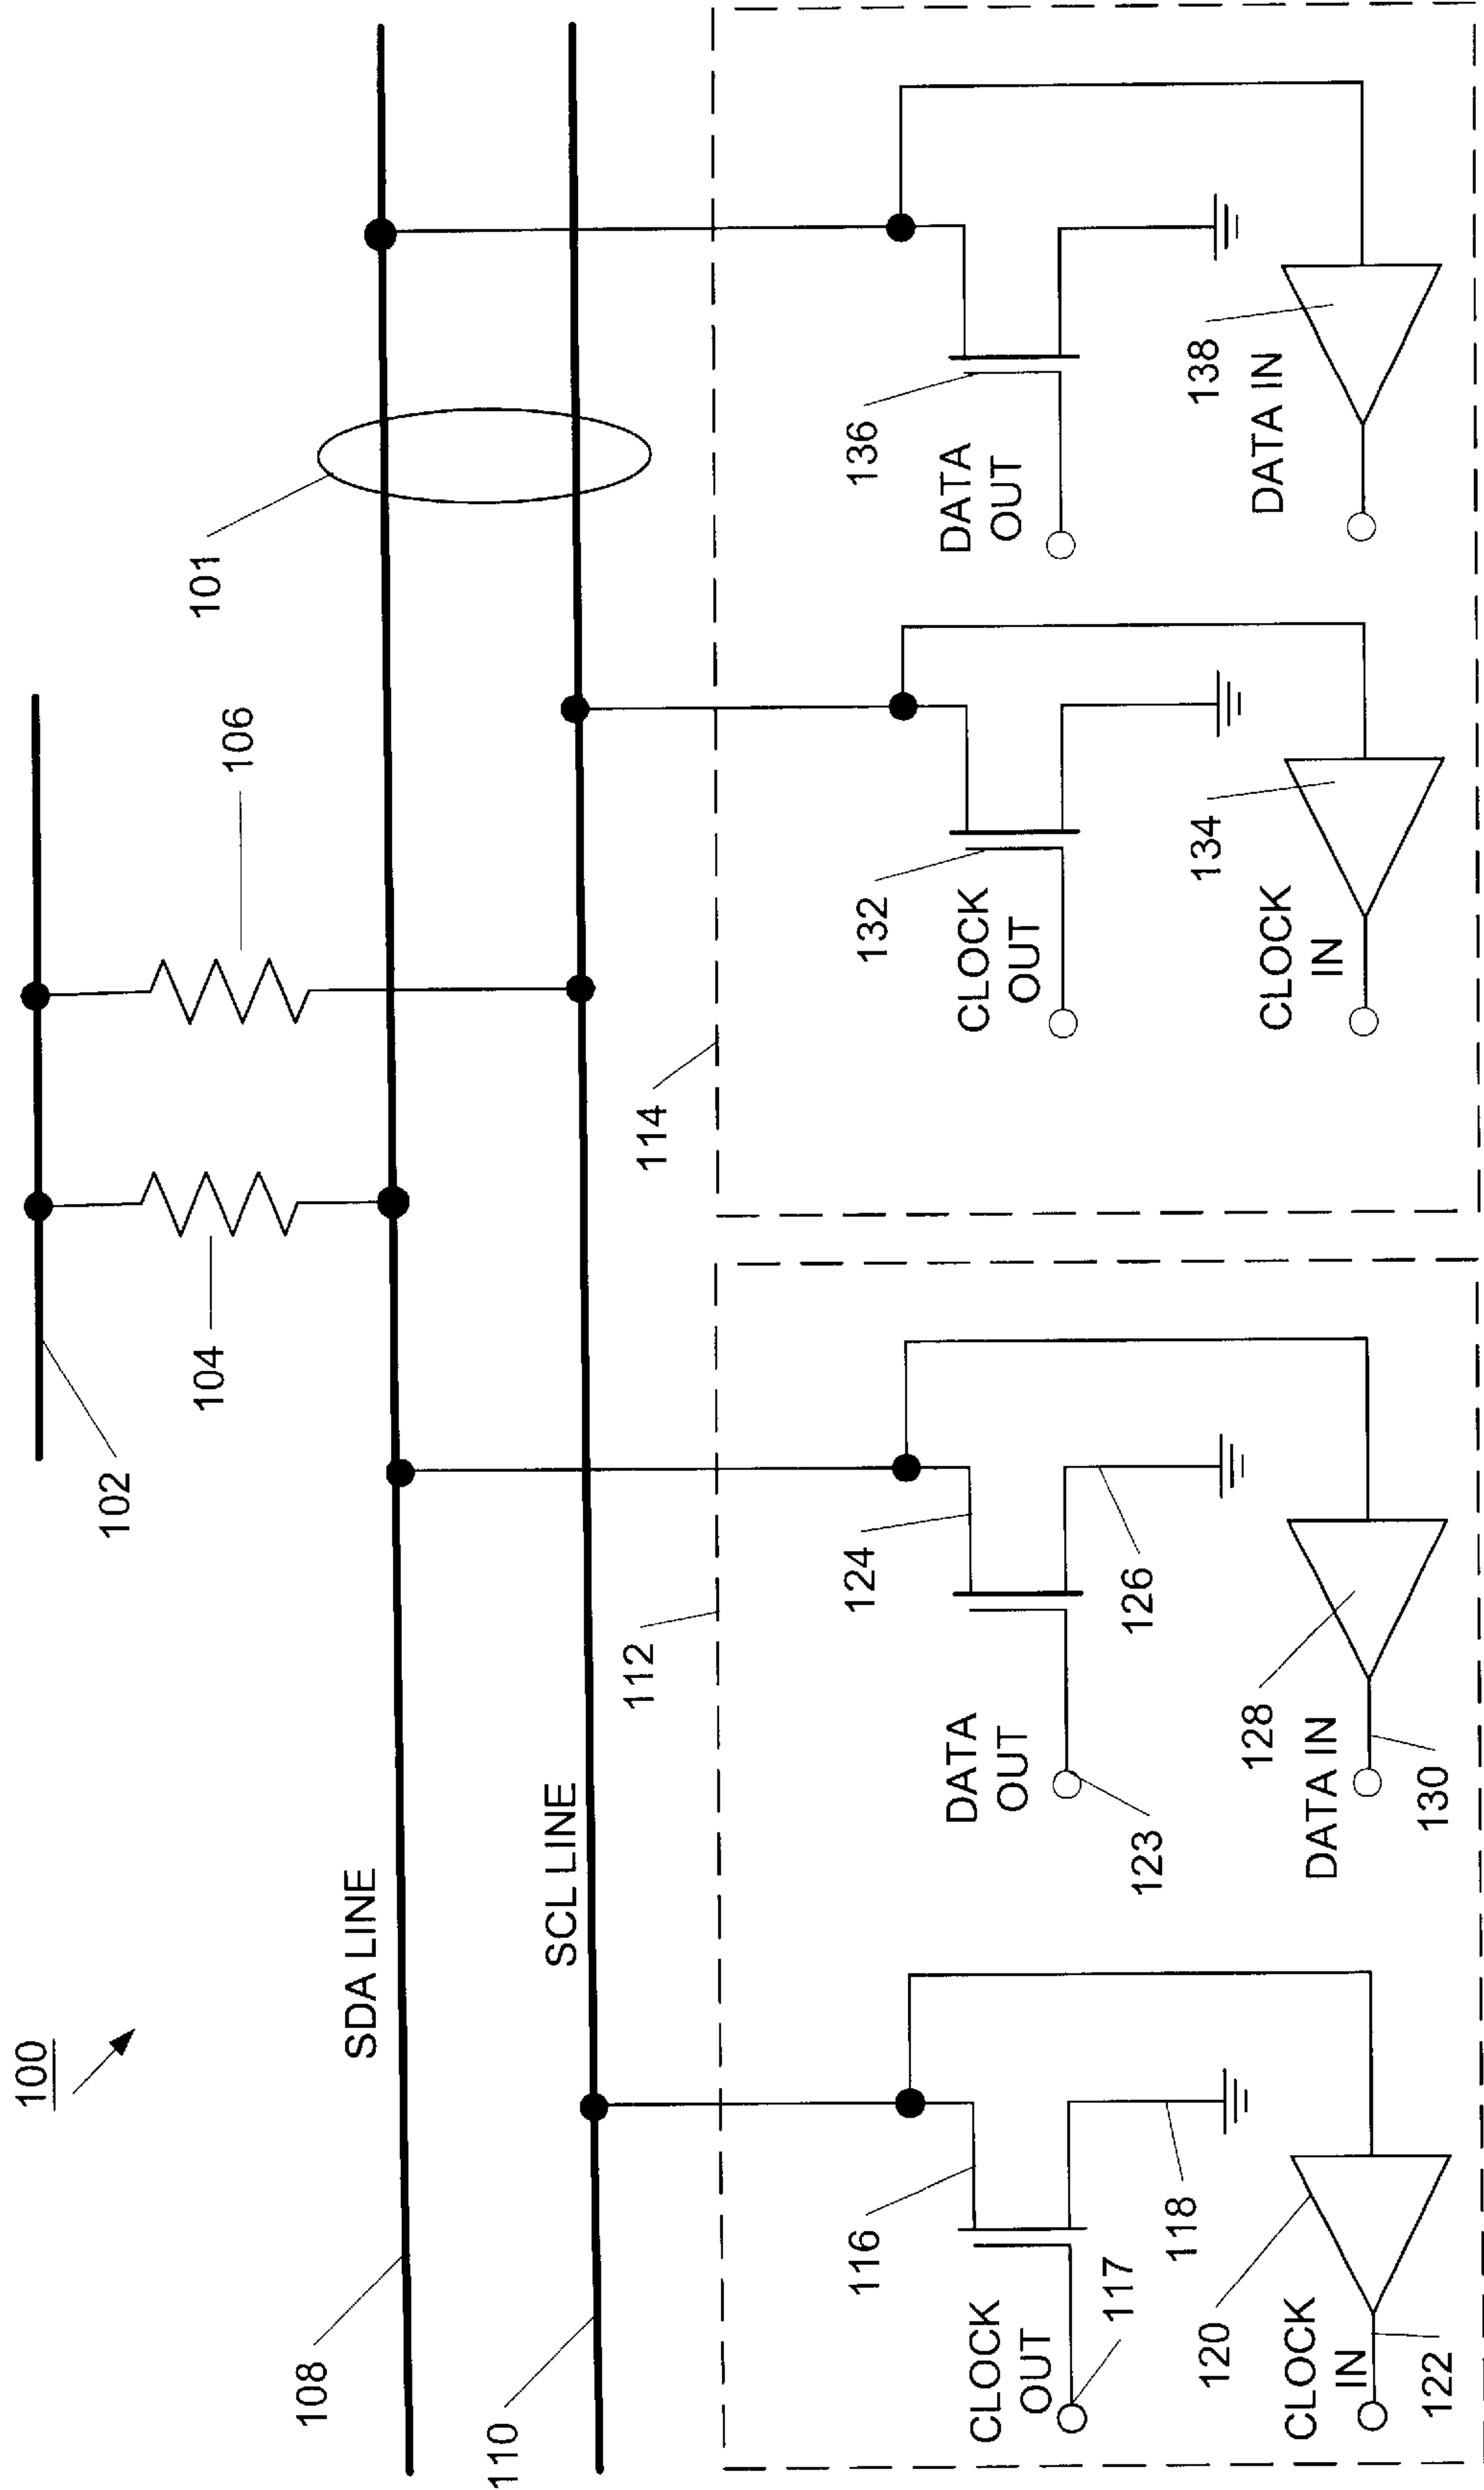 100
102
104
106
101
SDA LINE
108
SCL LINE
110
112
114
116
CLOCK
OUT
117
118
120
CLOCK
IN
122
124
DATA
OUT
123
126
128
DATA IN
130
132
CLOCK
OUT
134
CLOCK
IN
136
DATA
OUT
138
DATA IN